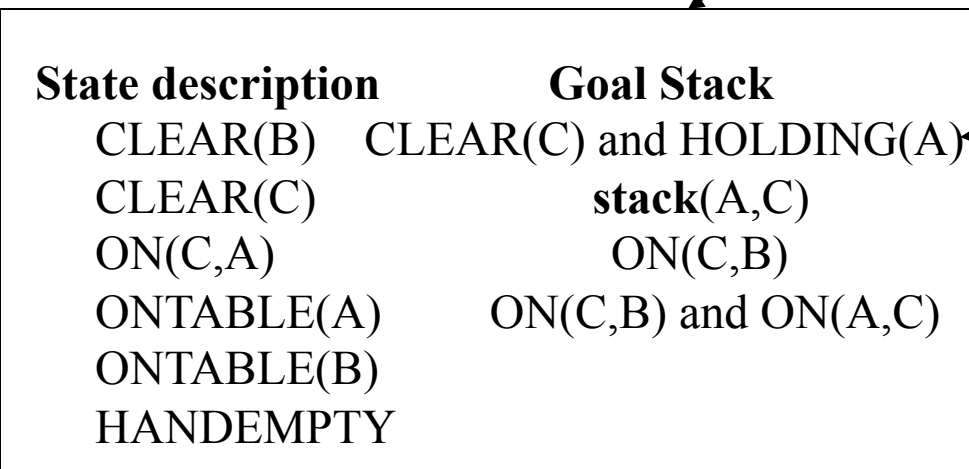 State description Goal Stack
CLEAR(B) CLEAR(C) and HOLDING(A)
CLEAR(C) stack(A,C)
ON(C,A) ON(C,B)
ONTABLE(A) ON(C,B) and ON(A,C)
ONTABLE(B)
HANDEMPTY